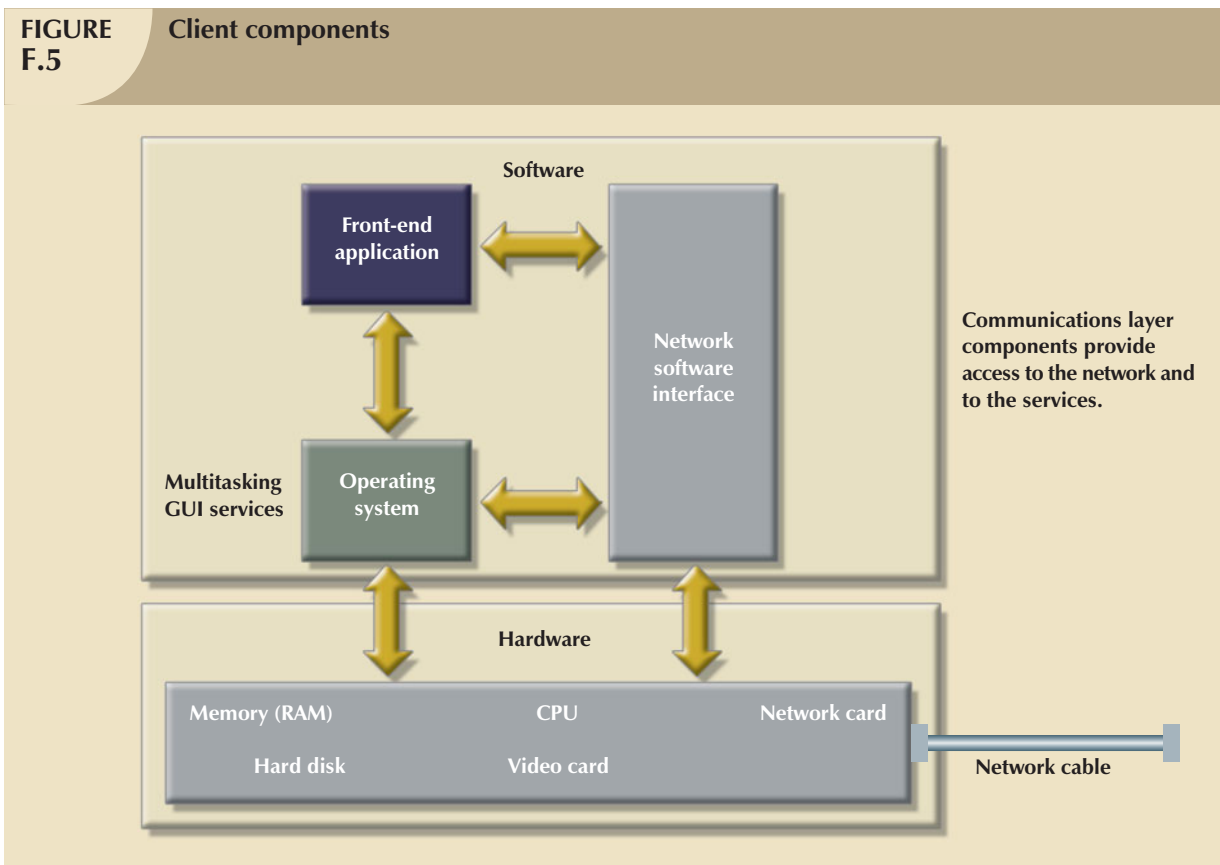 FIGURE
F.5
Client components
Software
Front-end
application
Network
software
interface
Communications layer
components provide
access to the network and
to the services.
Multitasking
GUI services
Operating
system
Hardware
Memory (RAM)
CPU
Network card
Hard disk
Video card
Network cable